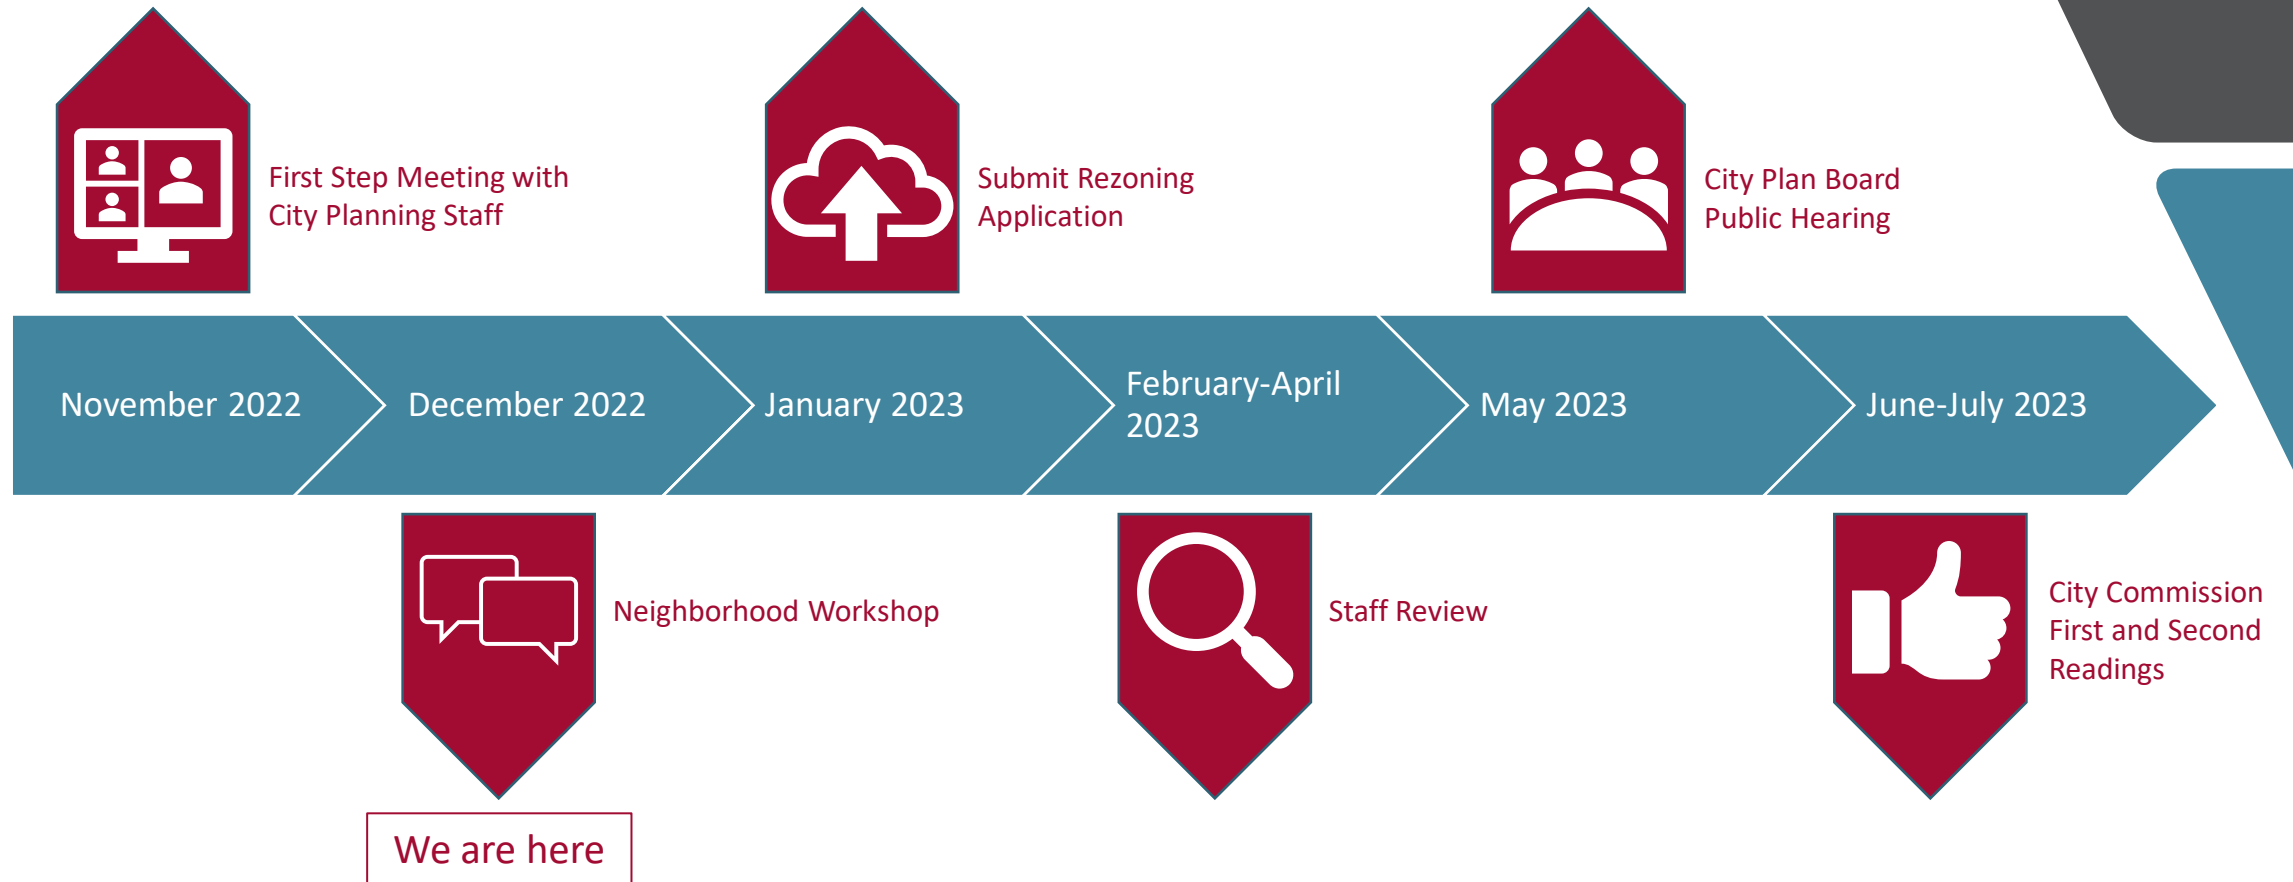 First Step Meeting with
City Planning Staff
Submit Rezoning
Application
City Plan Board
Public Hearing
November 2022
December 2022
January 2023
February-April
2023
May 2023
June-July 2023
Neighborhood Workshop
Staff Review
City Commission
First and Second
Readings
We are here